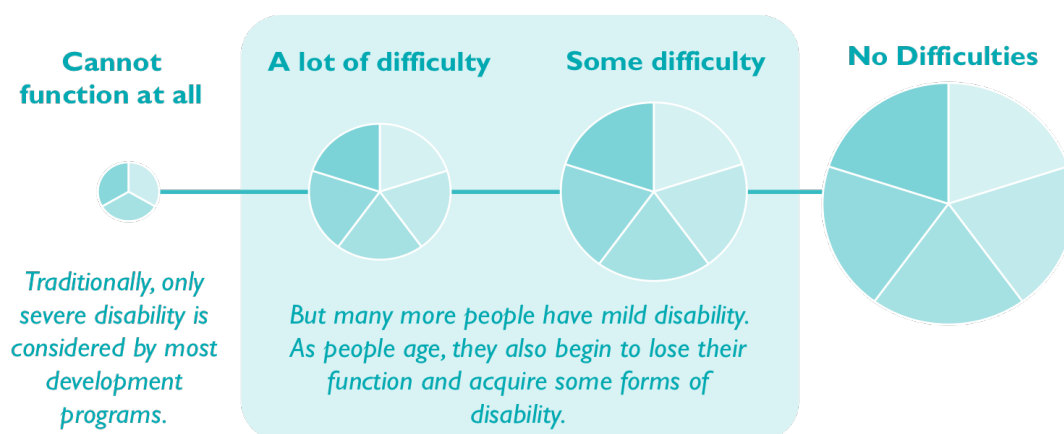 Cannot
function at all
A lot of difficulty
Some difficulty
No Difficulties
Traditionally, only
severe disability is
considered by most
development
programs.
But many more people have mild disability.
As people age, they also begin to lose their
function and acquire some forms of
disability.